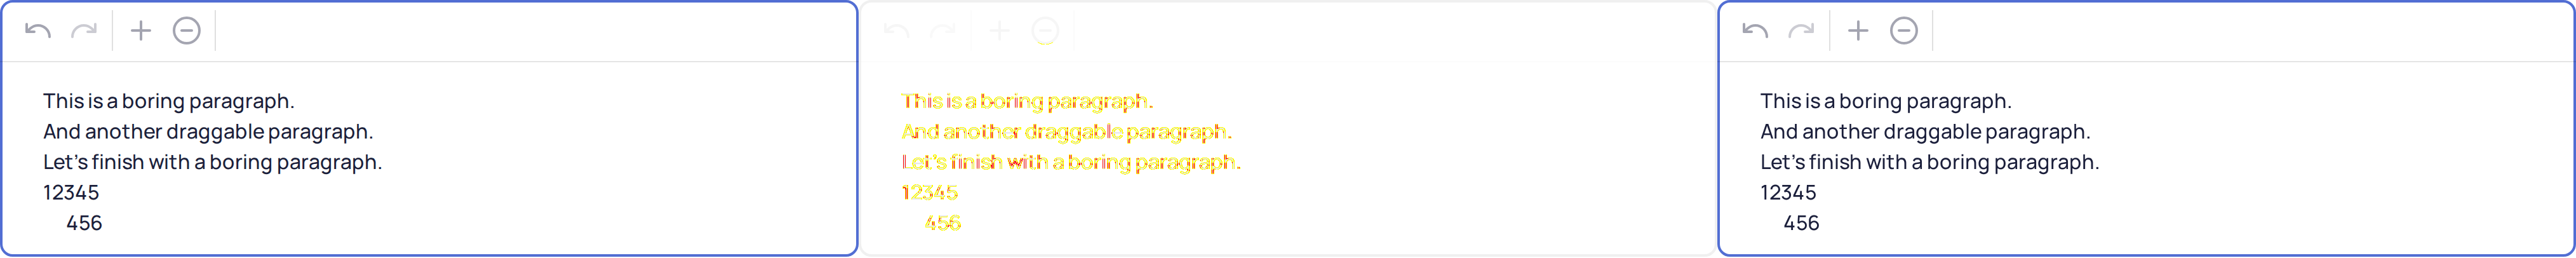 This is a boring paragraph.
And another draggable paragraph.
Let's finish with a boring paragraph.
12345
456
This is a boring paragraph.
And another draggable paragraph.
Let's finish with a boring paragraph.
12345
456
This is a boring paragraph.
And another draggable paragraph.
Let's finish with a boring paragraph.
12345
456